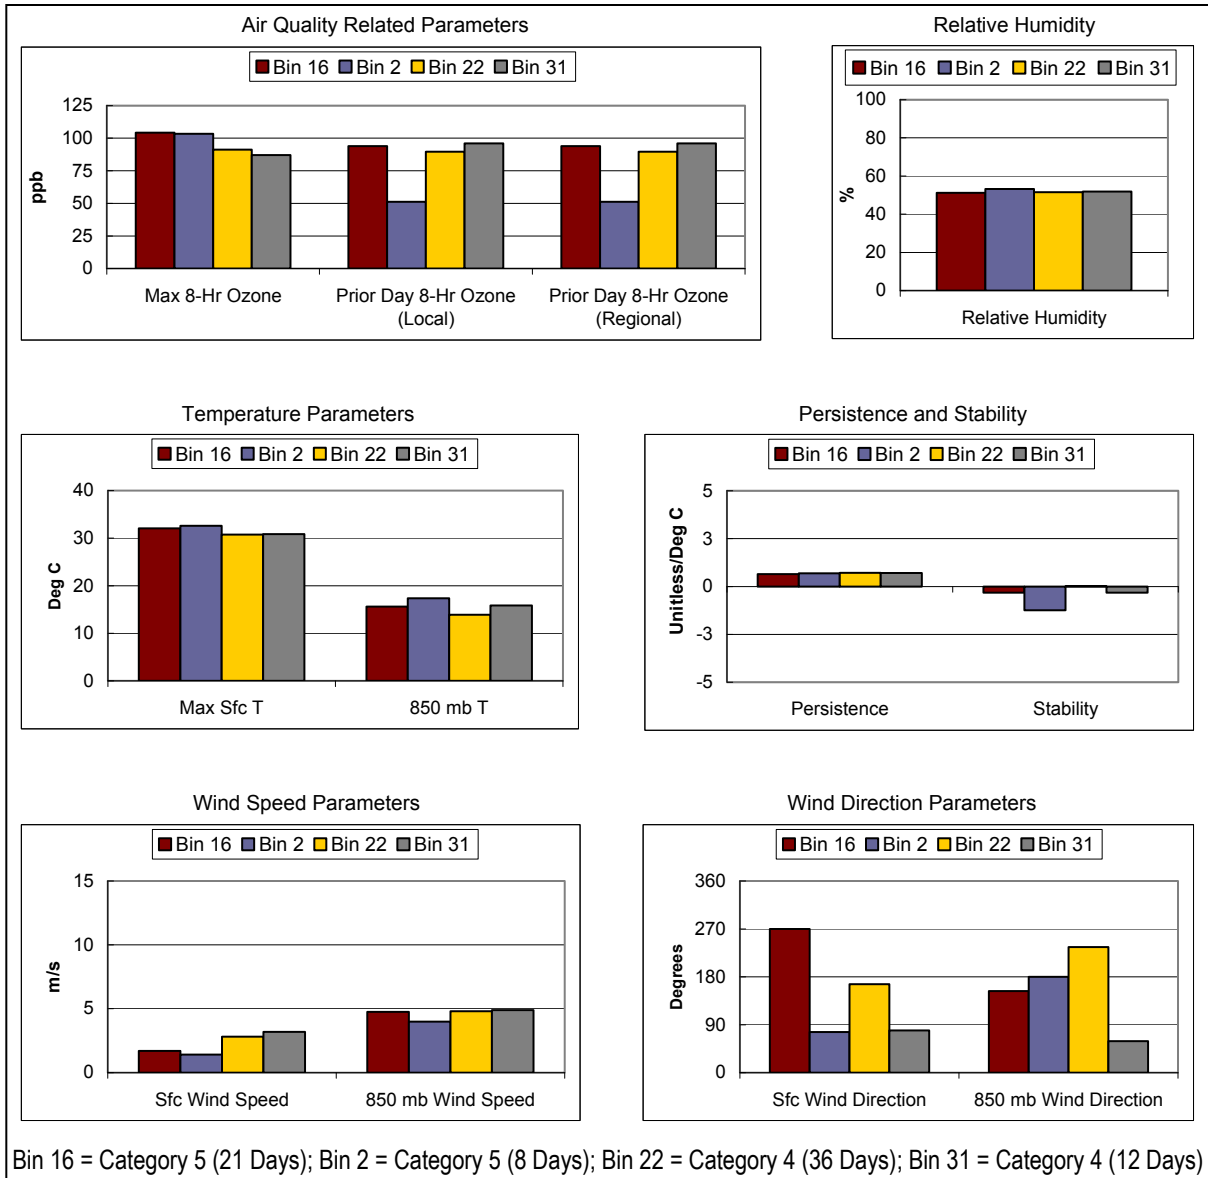 Air Quality Related Parameters
Bin 16 Bin 2 Bin 22 Bin 31
ppb
125
100
75
50
25
0
Max 8-Hr Ozone
Prior Day 8-Hr Ozone
(Local)
Prior Day 8-Hr Ozone
(Regional)
Relative Humidity
Bin 16 Bin 2 Bin 22 Bin 31
%
100
80
60
40
20
0
Relative Humidity
Temperature Parameters
Bin 16 Bin 2 Bin 22 Bin 31
Deg C
40
30
20
10
0
Max Sfc T
850 mb T
Persistence and Stability
Bin 16 Bin 2 Bin 22 Bin 31
Unitless/Deg C
5
3
0
-3
-5
Persistence
Stability
Wind Speed Parameters
Bin 16 Bin 2 Bin 22 Bin 31
m/s
15
10
5
0
Sfc Wind Speed
850 mb Wind Speed
Wind Direction Parameters
Bin 16 Bin 2 Bin 22 Bin 31
Degrees
360
270
180
90
0
Sfc Wind Direction
850 mb Wind Direction
Bin 16 = Category 5 (21 Days); Bin 2 = Category 5 (8 Days); Bin 22 = Category 4 (36 Days); Bin 31 = Category 4 (12 Days)